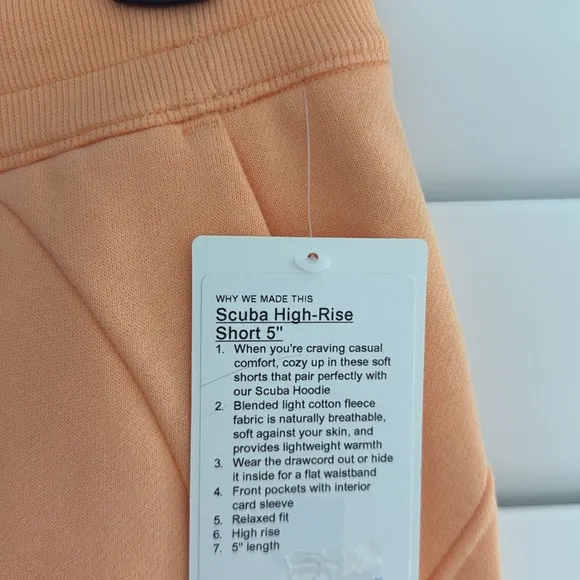 WHY WE MADE THIS
Scuba High-Rise
Short 5"
1. When you're craving casual
comfort, cozy up in these soft
shorts that pair perfectly with
our Scuba Hoodie
2. Blended light cotton fleece
fabric is naturally breathable,
soft against your skin, and
provides lightweight warmth
3. Wear the drawcord out or hide
it inside for a flat waistband
4. Front pockets with interior
card sleeve
5. Relaxed fit
6. High rise
7. 5" length